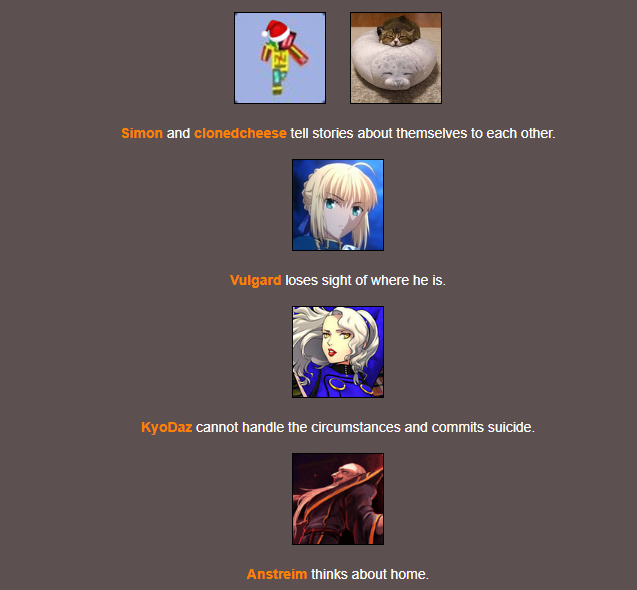 Simon and clonedcheese tell stories about themselves to each other.
Vulgard loses sight of where he is.
KyoDaz cannot handle the circumstances and commits suicide.
Anstreim thinks about home.